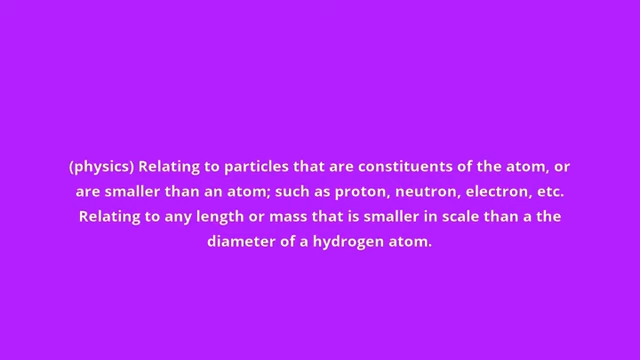 (physics) Relating to particles that are constituents of the atom, or
are smaller than an atom; such as proton, neutron, electron, etc.
Relating to any length or mass that is smaller in scale than a the
diameter of a hydrogen atom.